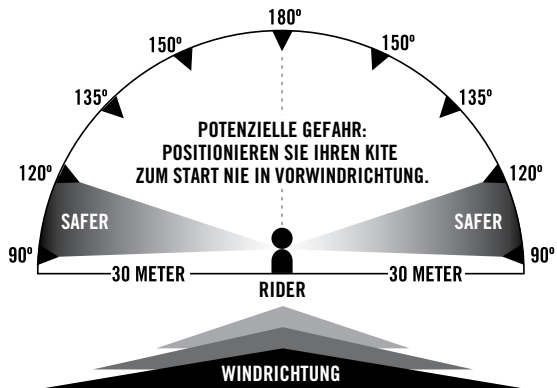 180º
150º 150º
135º 135º
POTENZIELLE GEFAHR:
POSITIONIEREN SIE IHREN KITE
ZUM START NIE IN VORWINDRICHTUNG.
120º 120º
SAFER SAFER
90º 90º
30 METER 30 METER
RIDER
WINDRICHTUNG